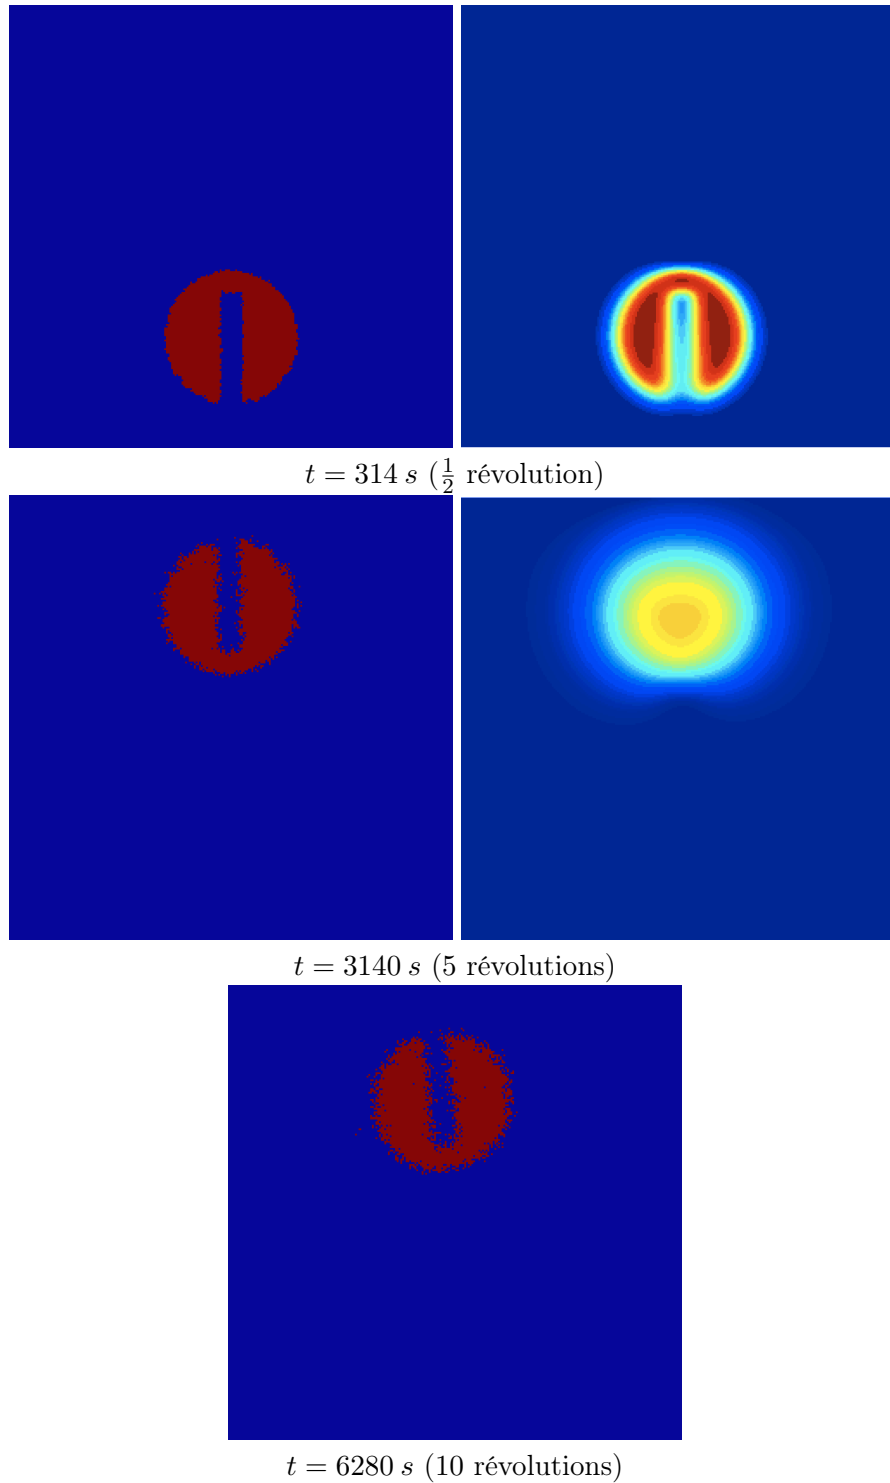 t = 314 s (1/2 révolution)
t = 3140 s (5 révolutions)
t = 6280 s (10 révolutions)